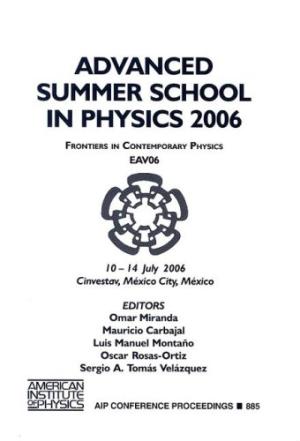 ADVANCED
SUMMER SCHOOL
IN PHYSICS 2006
FRONTIERS IN CONTEMPORARY PHYSICS
EAV06
10 – 14 July 2006
Cinvestav, México City, México
EDITORS
Omar Miranda
Mauricio Carbajal
Luis Manuel Montaño
Oscar Rosas-Ortiz
Sergio A. Tomás Velázquez
AMERICAN
INSTITUTE
OF PHYSICS
AIP CONFERENCE PROCEEDINGS ■ 885